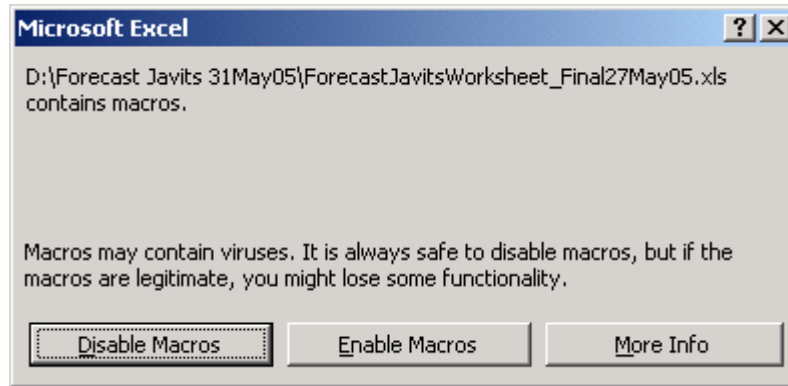 Microsoft Excel
D:\Forecast Javits 31May05\ForecastJavitsWorksheet_Final27May05.xls
contains macros.
Macros may contain viruses. It is always safe to disable macros, but if the
macros are legitimate, you might lose some functionality.
Disable Macros
Enable Macros
More Info